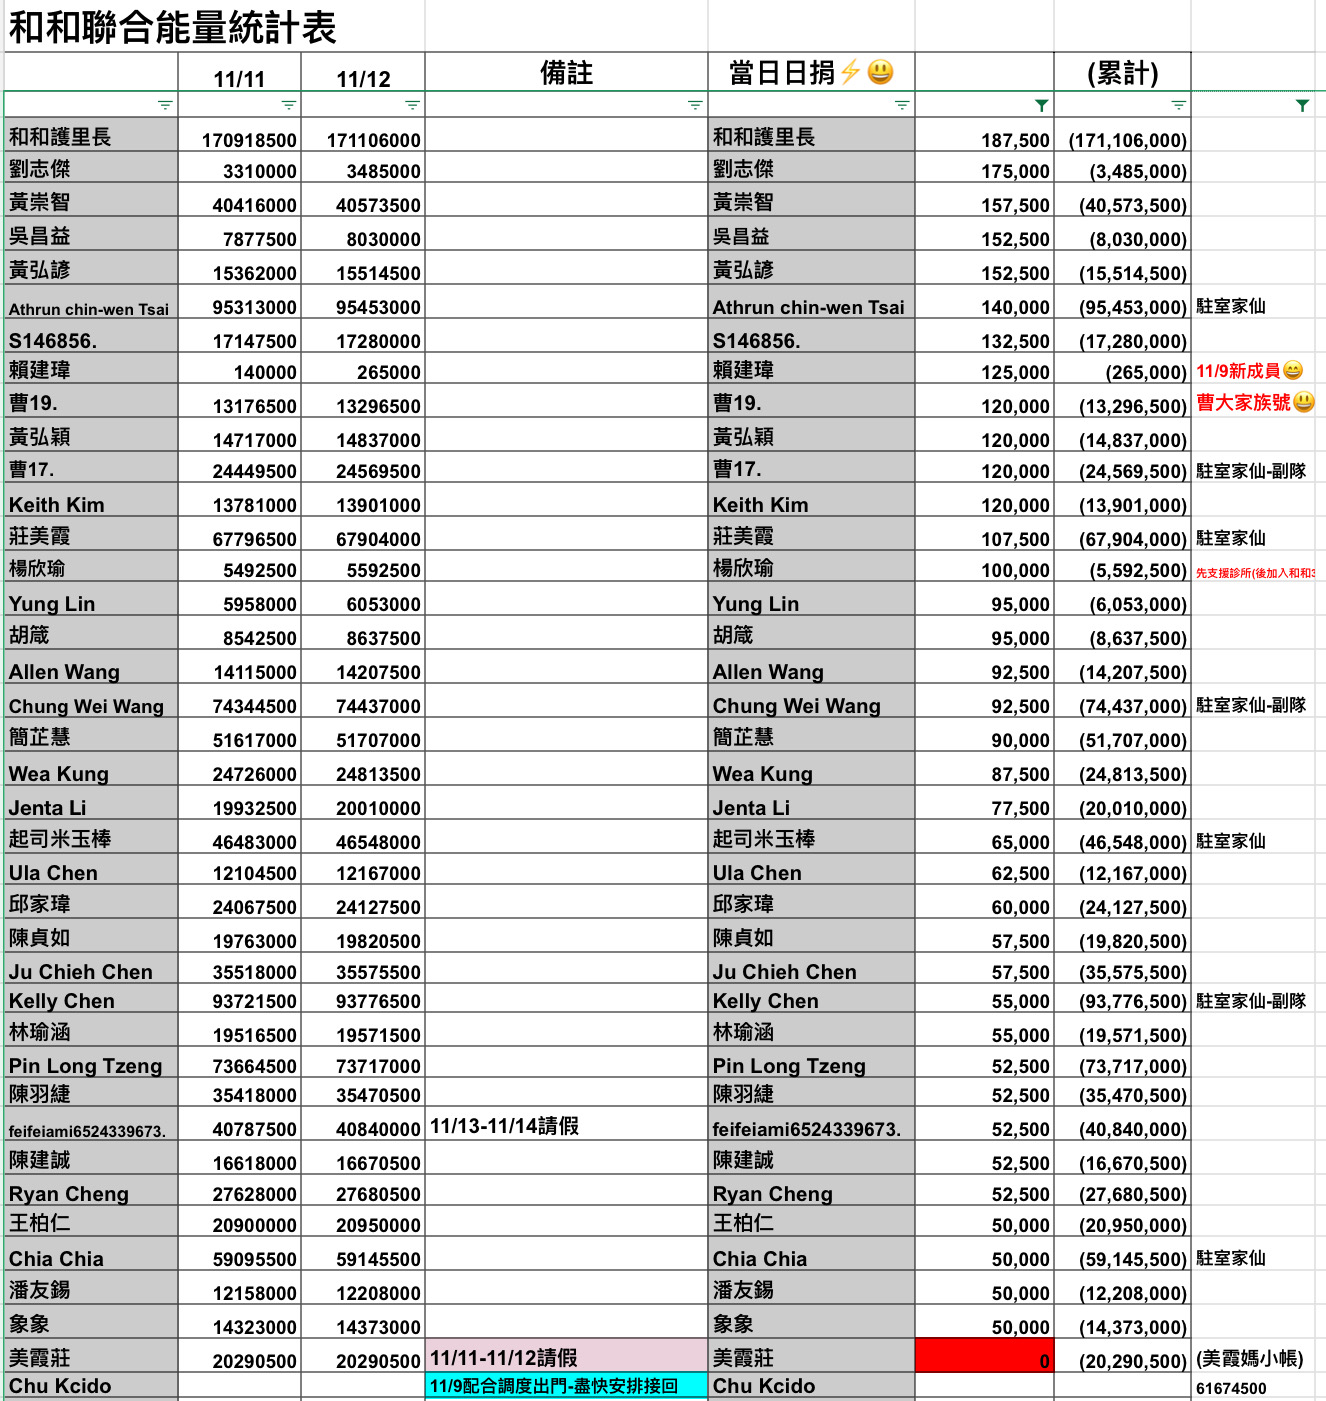 和和聯合能量統計表
11/11 11/12 備註 當日日捐⚡😃 (累計)
和和護里長 170918500 171106000 和和護里長 187,500 (171,106,000)
劉志傑 3310000 3485000 劉志傑 175,000 (3,485,000)
黃崇智 40416000 40573500 黃崇智 157,500 (40,573,500)
吳昌益 7877500 8030000 吳昌益 152,500 (8,030,000)
黃弘諺 15362000 15514500 黃弘諺 152,500 (15,514,500)
Athrun chin-wen Tsai 95313000 95453000 Athrun chin-wen Tsai 140,000 (95,453,000) 駐室家仙
S146856. 17147500 17280000 S146856. 132,500 (17,280,000)
賴建瑋 140000 265000 賴建瑋 125,000 (265,000) 11/9新成員😄
曹19. 13176500 13296500 曹19. 120,000 (13,296,500) 曹大家族號😃
黃弘穎 14717000 14837000 黃弘穎 120,000 (14,837,000)
曹17. 24449500 24569500 曹17. 120,000 (24,569,500) 駐室家仙-副隊
Keith Kim 13781000 13901000 Keith Kim 120,000 (13,901,000)
莊美霞 67796500 67904000 莊美霞 107,500 (67,904,000) 駐室家仙
楊欣瑜 5492500 5592500 楊欣瑜 100,000 (5,592,500) 先支援診所(後加入和和3
Yung Lin 5958000 6053000 Yung Lin 95,000 (6,053,000)
胡箴 8542500 8637500 胡箴 95,000 (8,637,500)
Allen Wang 14115000 14207500 Allen Wang 92,500 (14,207,500)
Chung Wei Wang 74344500 74437000 Chung Wei Wang 92,500 (74,437,000) 駐室家仙-副隊
簡芷慧 51617000 51707000 簡芷慧 90,000 (51,707,000)
Wea Kung 24726000 24813500 Wea Kung 87,500 (24,813,500)
Jenta Li 19932500 20010000 Jenta Li 77,500 (20,010,000)
起司米玉棒 46483000 46548000 起司米玉棒 65,000 (46,548,000) 駐室家仙
Ula Chen 12104500 12167000 Ula Chen 62,500 (12,167,000)
邱家瑋 24067500 24127500 邱家瑋 60,000 (24,127,500)
陳貞如 19763000 19820500 陳貞如 57,500 (19,820,500)
Ju Chieh Chen 35518000 35575500 Ju Chieh Chen 57,500 (35,575,500)
Kelly Chen 93721500 93776500 Kelly Chen 55,000 (93,776,500) 駐室家仙-副隊
林瑜涵 19516500 19571500 林瑜涵 55,000 (19,571,500)
Pin Long Tzeng 73664500 73717000 Pin Long Tzeng 52,500 (73,717,000)
陳羽緁 35418000 35470500 陳羽緁 52,500 (35,470,500)
feifeiami6524339673. 40787500 40840000 11/13-11/14請假 feifeiami6524339673. 52,500 (40,840,000)
陳建誠 16618000 16670500 陳建誠 52,500 (16,670,500)
Ryan Cheng 27628000 27680500 Ryan Cheng 52,500 (27,680,500)
王柏仁 20900000 20950000 王柏仁 50,000 (20,950,000)
Chia Chia 59095500 59145500 Chia Chia 50,000 (59,145,500) 駐室家仙
潘友錫 12158000 12208000 潘友錫 50,000 (12,208,000)
象象 14323000 14373000 象象 50,000 (14,373,000)
美霞莊 20290500 20290500 11/11-11/12請假 美霞莊 0 (20,290,500) (美霞媽小帳)
Chu Kcido 11/9配合調度出門-盡快安排接回 Chu Kcido 61674500